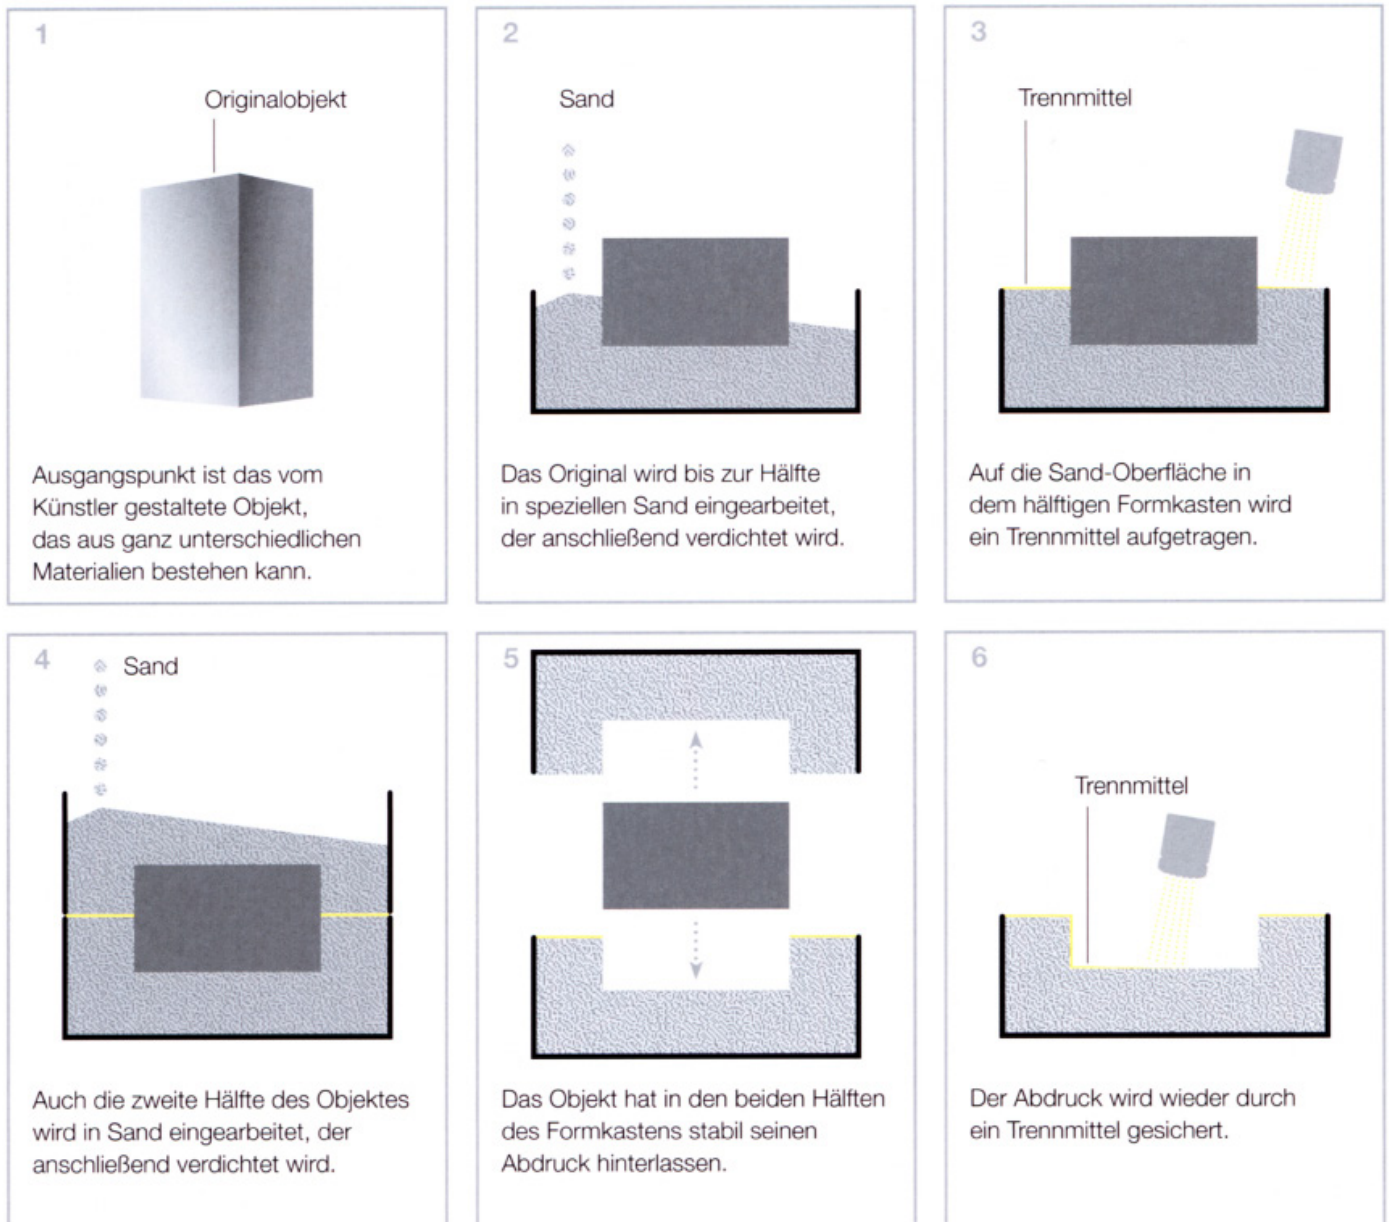 1
Originalobjekt
Ausgangspunkt ist das vom
Künstler gestaltete Objekt,
das aus ganz unterschiedlichen
Materialien bestehen kann.
2
Sand
Das Original wird bis zur Hälfte
in speziellen Sand eingearbeitet,
der anschließend verdichtet wird.
3
Trennmittel
Auf die Sand-Oberfläche in
dem hälftigen Formkasten wird
ein Trennmittel aufgetragen.
4
Sand
Auch die zweite Hälfte des Objektes
wird in Sand eingearbeitet, der
anschließend verdichtet wird.
5
Das Objekt hat in den beiden Hälften
des Formkastens stabil seinen
Abdruck hinterlassen.
6
Trennmittel
Der Abdruck wird wieder durch
ein Trennmittel gesichert.